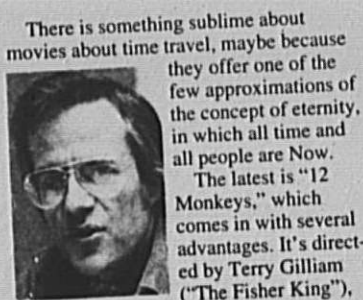 There is something sublime about
movies about time travel, maybe because
they offer one of the
few approximations of
the concept of eternity,
in which all time and
all people are Now.
The latest is “12
Monkeys,” which
comes in with several
advantages. It's direct-
ed by Terry Gilliam
(“The Fisher King”),